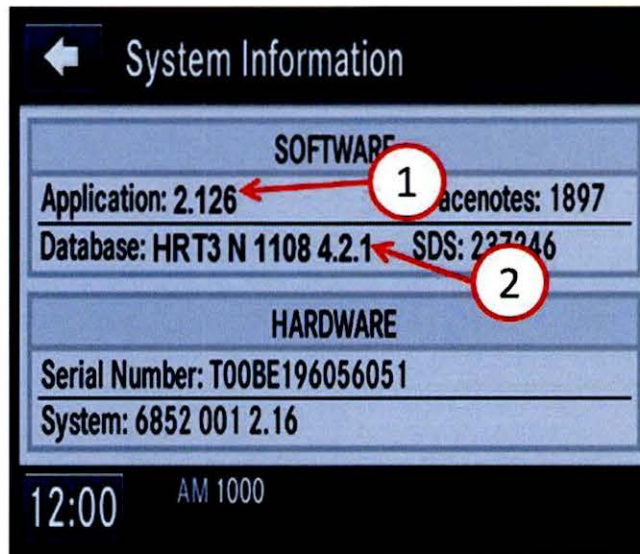 System Information
SOFTWARE
Application: 2.126 1 acenotes: 1897
Database: HRT3 N 1108 4.2.1 SDS: 237246
2
HARDWARE
Serial Number: T00BE196056051
System: 6852 001 2.16
12:00 AM 1000